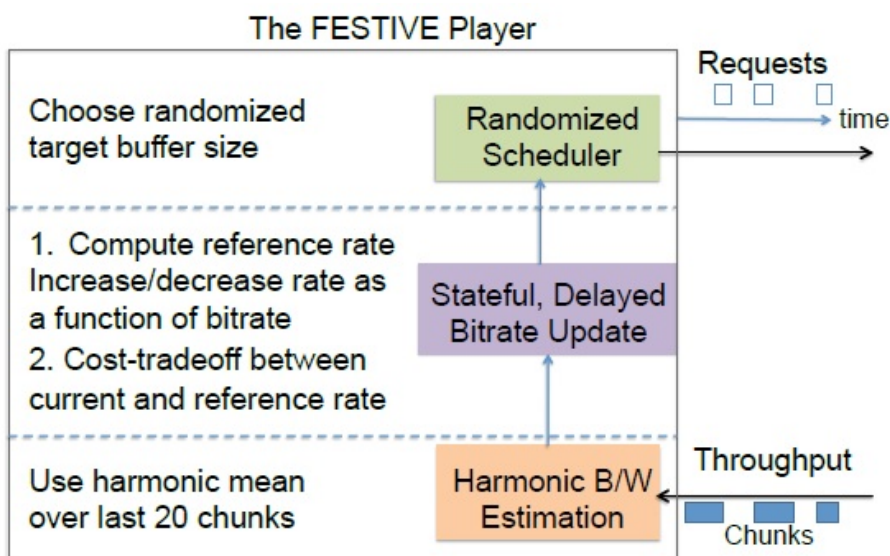 The FESTIVE Player
Choose randomized
target buffer size
Randomized
Scheduler
Requests
time
1. Compute reference rate
Increase/decrease rate as
a function of bitrate
2. Cost-tradeoff between
current and reference rate
Stateful, Delayed
Bitrate Update
Use harmonic mean
over last 20 chunks
Harmonic B/W
Estimation
Throughput
Chunks